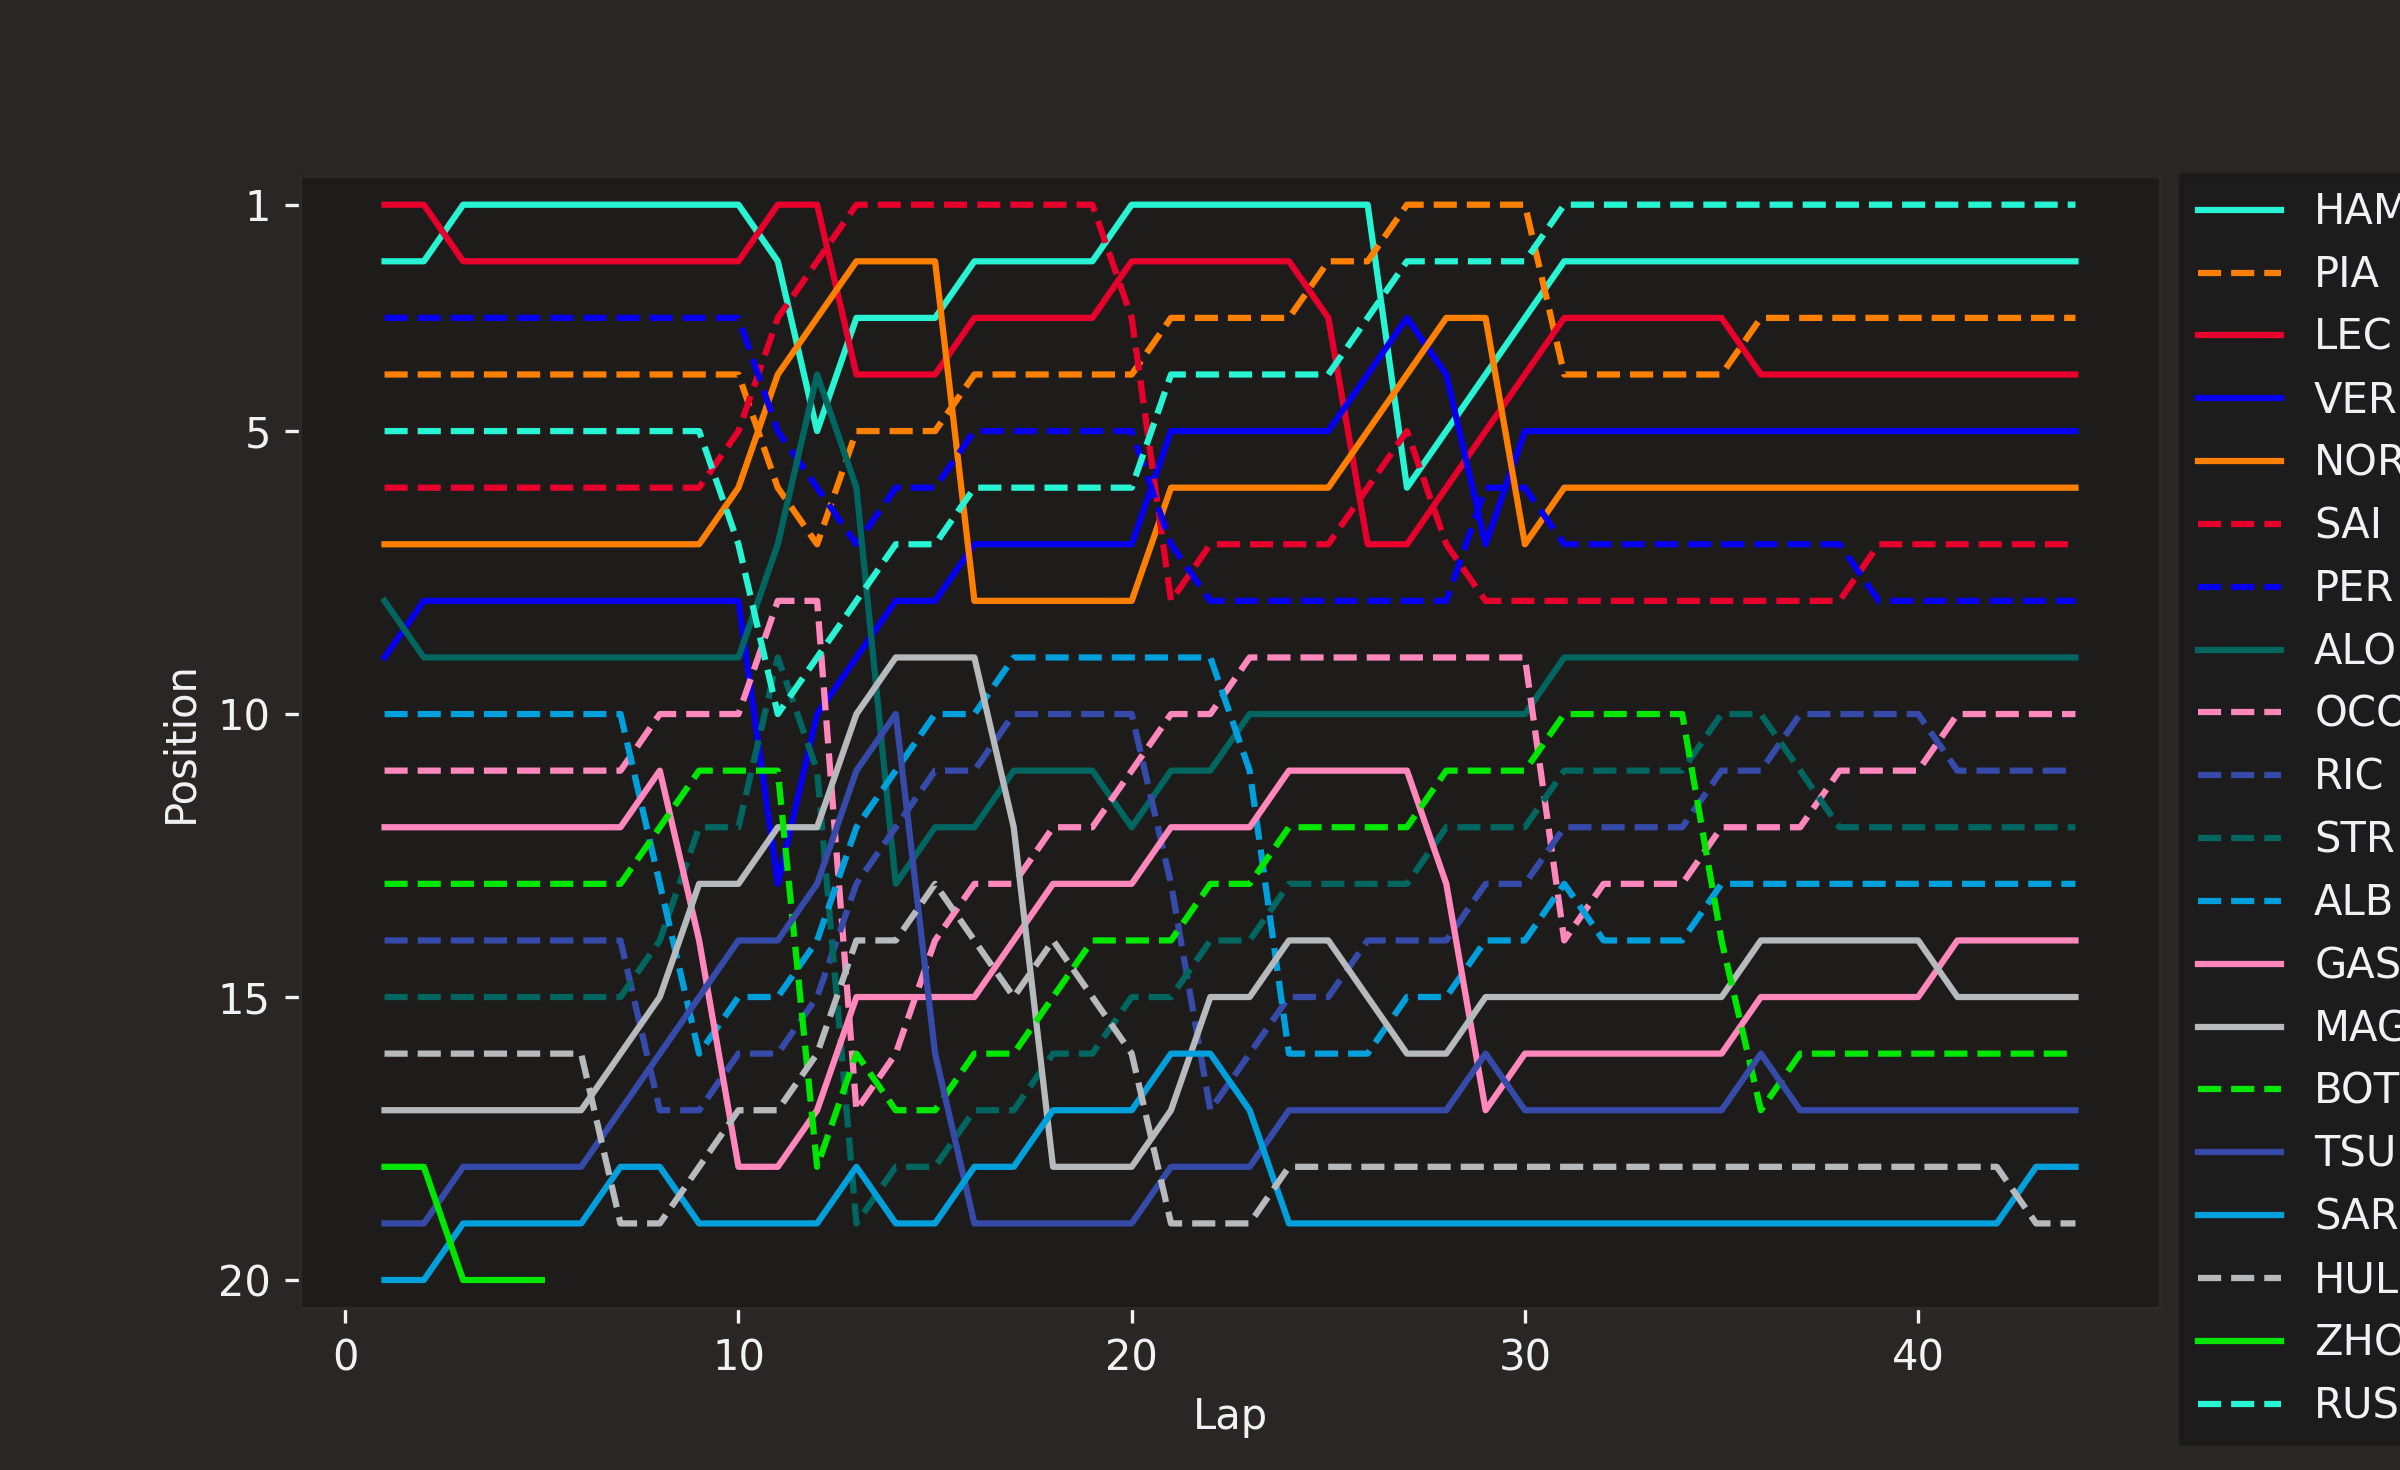 1
5
10
15
20
Position
0 10 20 30 40
Lap
HAM
PIA
LEC
VER
NOR
SAI
PER
ALO
OCO
RIC
STR
ALB
GAS
MAG
BOT
TSU
SAR
HUL
ZHO
RUS